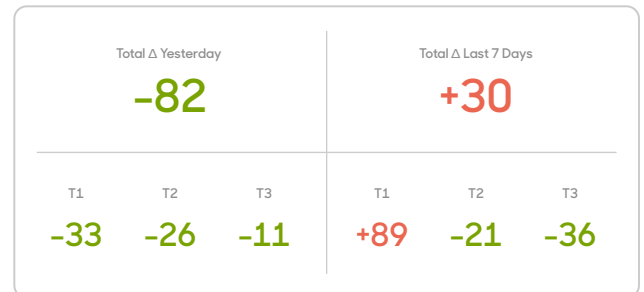 Total Δ Yesterday
-82
Total Δ Last 7 Days
+30
T1 T2 T3
-33 -26 -11
T1 T2 T3
+89 -21 -36